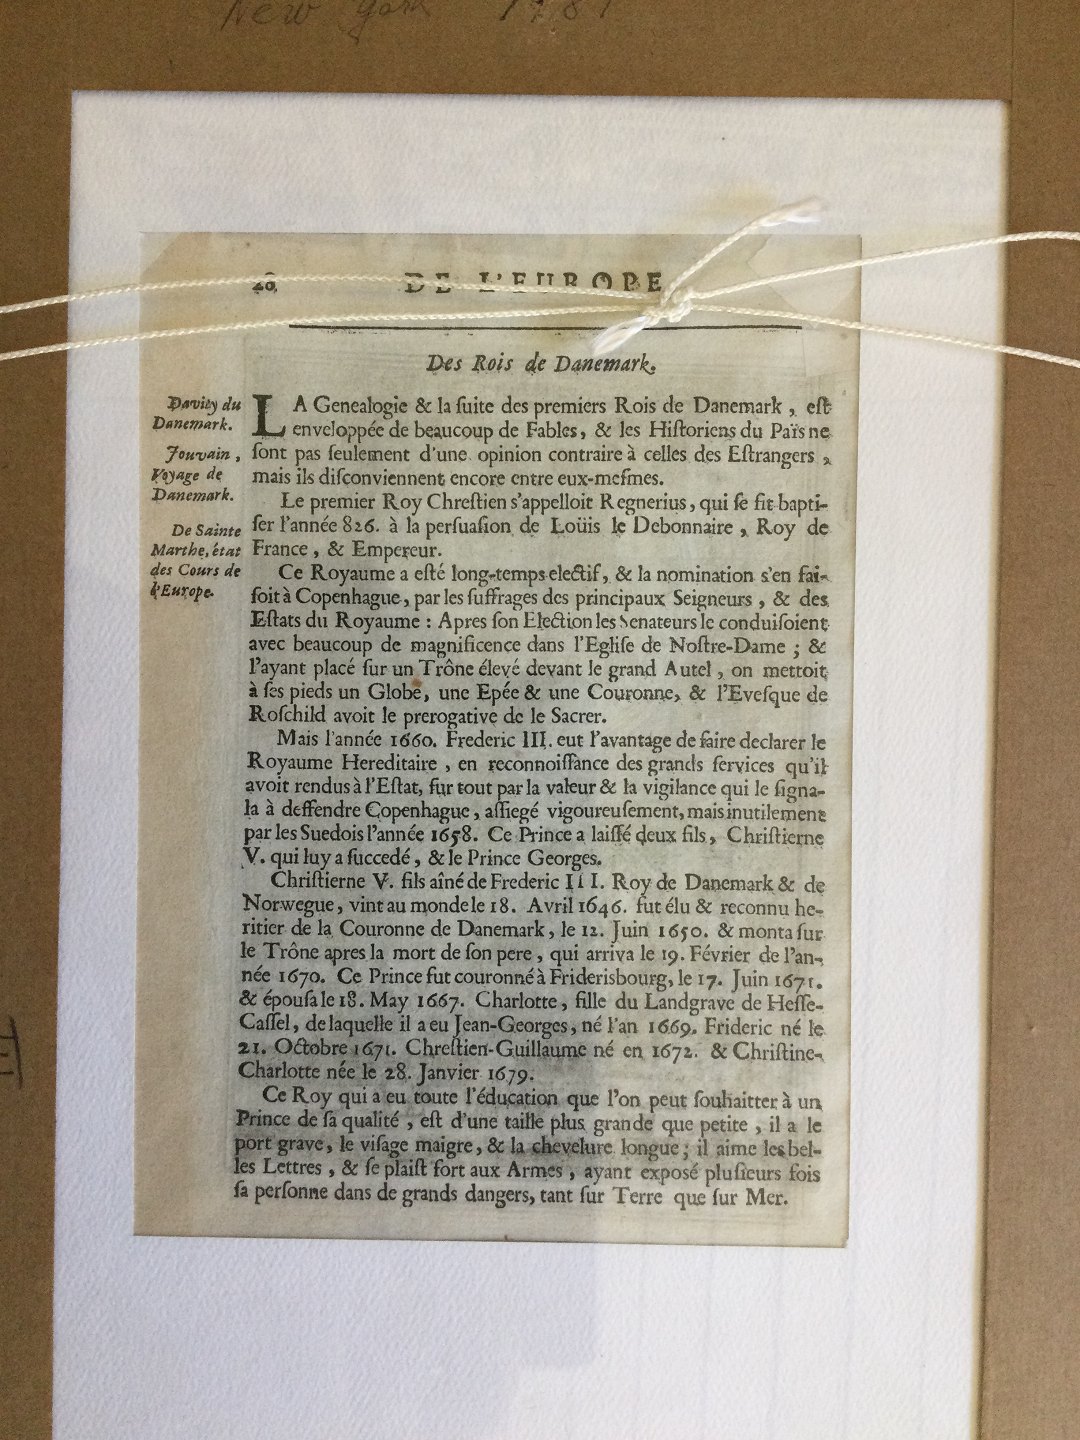 New York 1981
28 DE L'EUROPE
Des Rois de Danemark.
Davity du
Danemark.
Jouvain,
Voyage de
Danemark.
De Sainte
Marthe, état
des Cours de
l'Europe.
LA Genealogie & la ſuite des premiers Rois de Danemark, eſt
enveloppée de beaucoup de Fables, & les Hiſtoriens du Païs ne
ſont pas ſeulement d'une opinion contraire à celles des Eſtrangers,
mais ils diſconviennent encore entre eux-meſmes.
Le premier Roy Chreſtien s'appelloit Regnerius, qui ſe fit bapti-
ſer l'année 826. à la perſuaſion de Loüis le Debonnaire, Roy de
France, & Empereur.
Ce Royaume a eſté long-temps electif, & la nomination s'en fai-
ſoit à Copenhague, par les ſuffrages des principaux Seigneurs, & des
Eſtats du Royaume : Apres ſon Election les Senateurs le conduiſoient
avec beaucoup de magnificence dans l'Egliſe de Noſtre-Dame ; &
l'ayant placé ſur un Trône élevé devant le grand Autel, on mettoit
à ſes pieds un Globe, une Epée & une Couronne, & l'Eveſque de
Roſchild avoit le prerogative de le Sacrer.
Mais l'année 1660. Frederic III. eut l'avantage de faire declarer le
Royaume Hereditaire, en reconnoiſſance des grands ſervices qu'il
avoit rendus à l'Eſtat, ſur tout par la valeur & la vigilance qui le ſigna-
la à deffendre Copenhague, aſſiegé vigoureuſement, mais inutilement
par les Suedois l'année 1658. Ce Prince a laiſſé deux fils, Chriſtierne
V. qui luy a ſuccedé, & le Prince Georges.
Chriſtierne V. fils aîné de Frederic III. Roy de Danemark & de
Norwegue, vint au monde le 18. Avril 1646. fut élu & reconnu he-
ritier de la Couronne de Danemark, le 12. Juin 1650. & monta ſur
le Trône apres la mort de ſon pere, qui arriva le 19. Février de l'an-
née 1670. Ce Prince fut couronné à Friderisbourg, le 17. Juin 1671.
& épouſa le 18. May 1667. Charlotte, fille du Landgrave de Heſſe-
Caſſel, de laquelle il a eu Jean-Georges, né l'an 1669. Frideric né le
21. Octobre 1671. Chreſtien-Guillaume né en 1672. & Chriſtine-
Charlotte née le 28. Janvier 1679.
Ce Roy qui a eu toute l'éducation que l'on peut ſouhaitter à un
Prince de ſa qualité, eſt d'une taille plus grande que petite, il a le
port grave, le viſage maigre, & la chevelure longue ; il aime les bel-
les Lettres, & ſe plaiſt fort aux Armes, ayant expoſé pluſieurs fois
ſa perſonne dans de grands dangers, tant ſur Terre que ſur Mer.